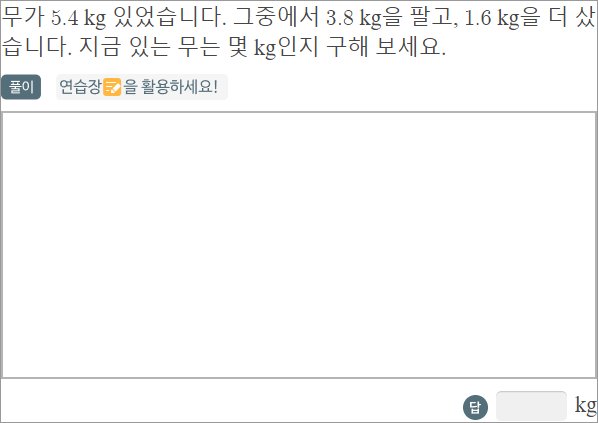 무가 5.4 kg 있었습니다. 그중에서 3.8 kg을 팔고, 1.6 kg을 더 샀
습니다. 지금 있는 무는 몇 kg인지 구해 보세요.
풀이 연습장을 활용하세요!
답 kg